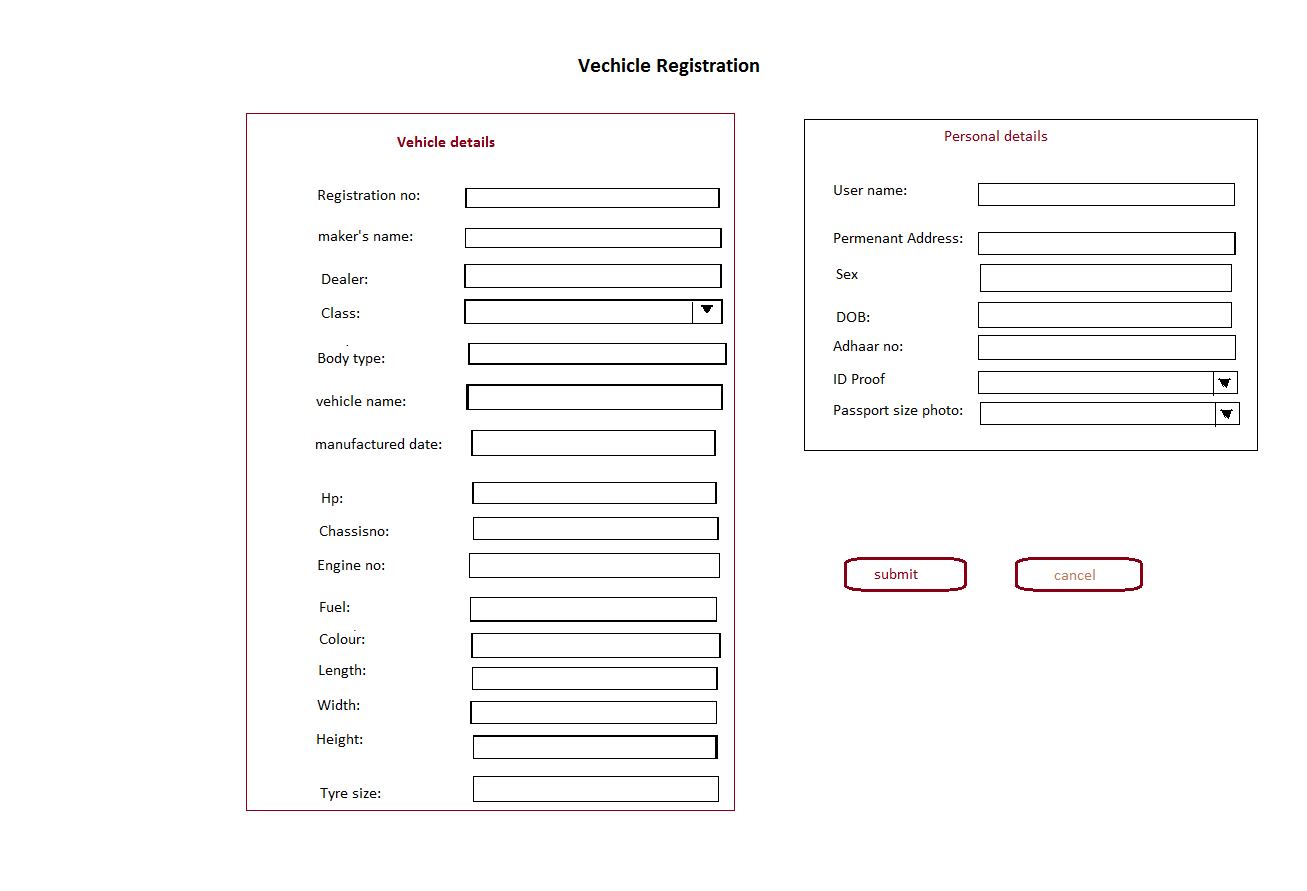 Vechicle Registration
Vehicle details
Registration no:
maker's name:
Dealer:
Class:
Body type:
vehicle name:
manufactured date:
Hp:
Chassisno:
Engine no:
Fuel:
Colour:
Length:
Width:
Height:
Tyre size:
Personal details
User name:
Permenant Address:
Sex
DOB:
Adhaar no:
ID Proof
Passport size photo:
submit
cancel